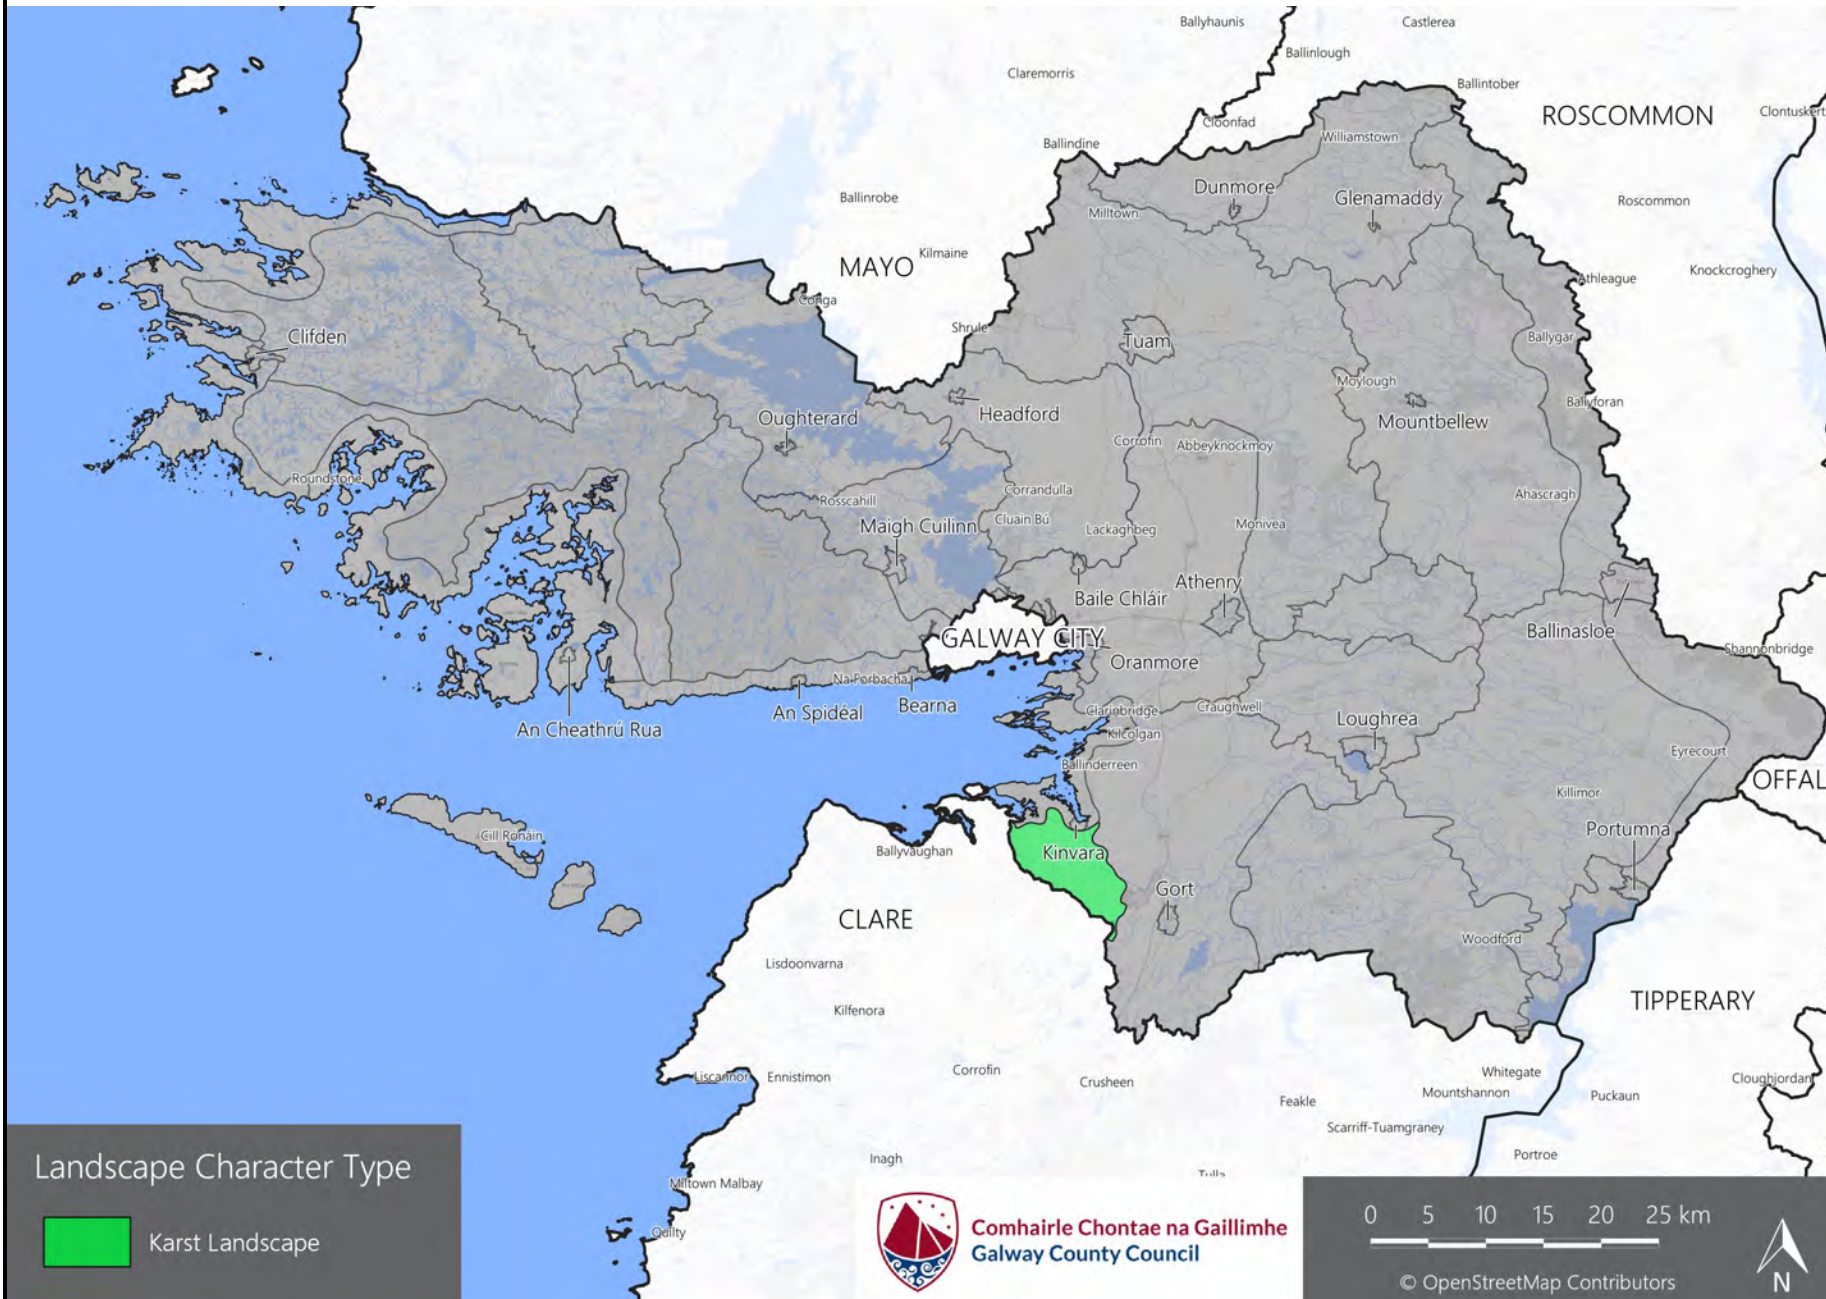 Ballyhaunis
Castlerea
Ballinlough
Claremorris
Ballintober
ROSCOMMON
Clontuskert
Cloonfad
Williamstown
Ballindine
Dunmore
Glenamaddy
Ballinrobe
Milltown
Roscommon
MAYO
Kilmaine
Athleague
Knockcroghery
Conga
Clifden
Shrule
Tuam
Ballygar
Moylough
Ballyforan
Oughterard
Headford
Mountbellew
Corrofin
Abbeyknockmoy
Roundstone
Rosscahill
Corrandulla
Ahascragh
Maigh Cuilinn
Cluain Bú
Lackaghbeg
Monivea
Athenry
Baile Chláir
GALWAY CITY
Ballinasloe
Oranmore
Shannonbridge
Na Forbacha
An Spidéal
Bearna
Clarinbridge
Craughwell
Loughrea
An Cheathrú Rua
Kilcolgan
Eyrecourt
Ballinderreen
OFFAL
Killimor
Cill Rónáin
Portumna
Ballyvaughan
Kinvara
Gort
CLARE
Woodford
Lisdoonvarna
TIPPERARY
Kilfenora
Liscannor
Ennistimon
Corrofin
Crusheen
Whitegate
Mountshannon
Puckaun
Cloughjordan
Feakle
Scarriff-Tuamgraney
Inagh
Portroe
Tulla
Miltown Malbay
Quilty
Landscape Character Type
Karst Landscape
Comhairle Chontae na Gaillimhe
Galway County Council
0 5 10 15 20 25 km
© OpenStreetMap Contributors
N